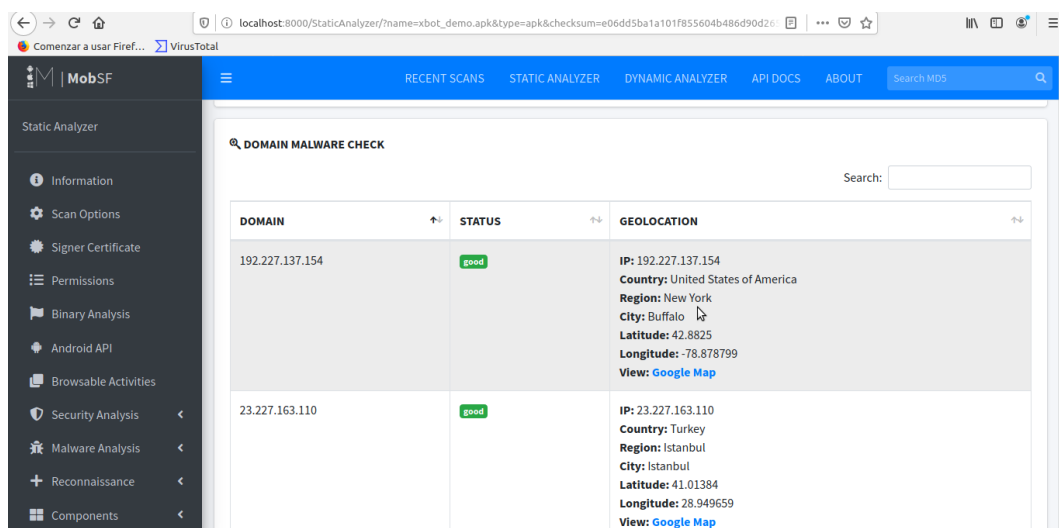 localhost:8000/StaticAnalyzer/?name=xbot_demo.apk&type=apk&checksum=e06dd5ba1a101f855604b486d90d26
Comenzar a usar Firef… VirusTotal
MobSF
RECENT SCANS STATIC ANALYZER DYNAMIC ANALYZER API DOCS ABOUT Search MD5
Static Analyzer
Information
Scan Options
Signer Certificate
Permissions
Binary Analysis
Android API
Browsable Activities
Security Analysis
Malware Analysis
Reconnaissance
Components
DOMAIN MALWARE CHECK
Search:
DOMAIN STATUS GEOLOCATION
192.227.137.154 good IP: 192.227.137.154
Country: United States of America
Region: New York
City: Buffalo
Latitude: 42.8825
Longitude: -78.878799
View: Google Map
23.227.163.110 good IP: 23.227.163.110
Country: Turkey
Region: Istanbul
City: Istanbul
Latitude: 41.01384
Longitude: 28.949659
View: Google Map